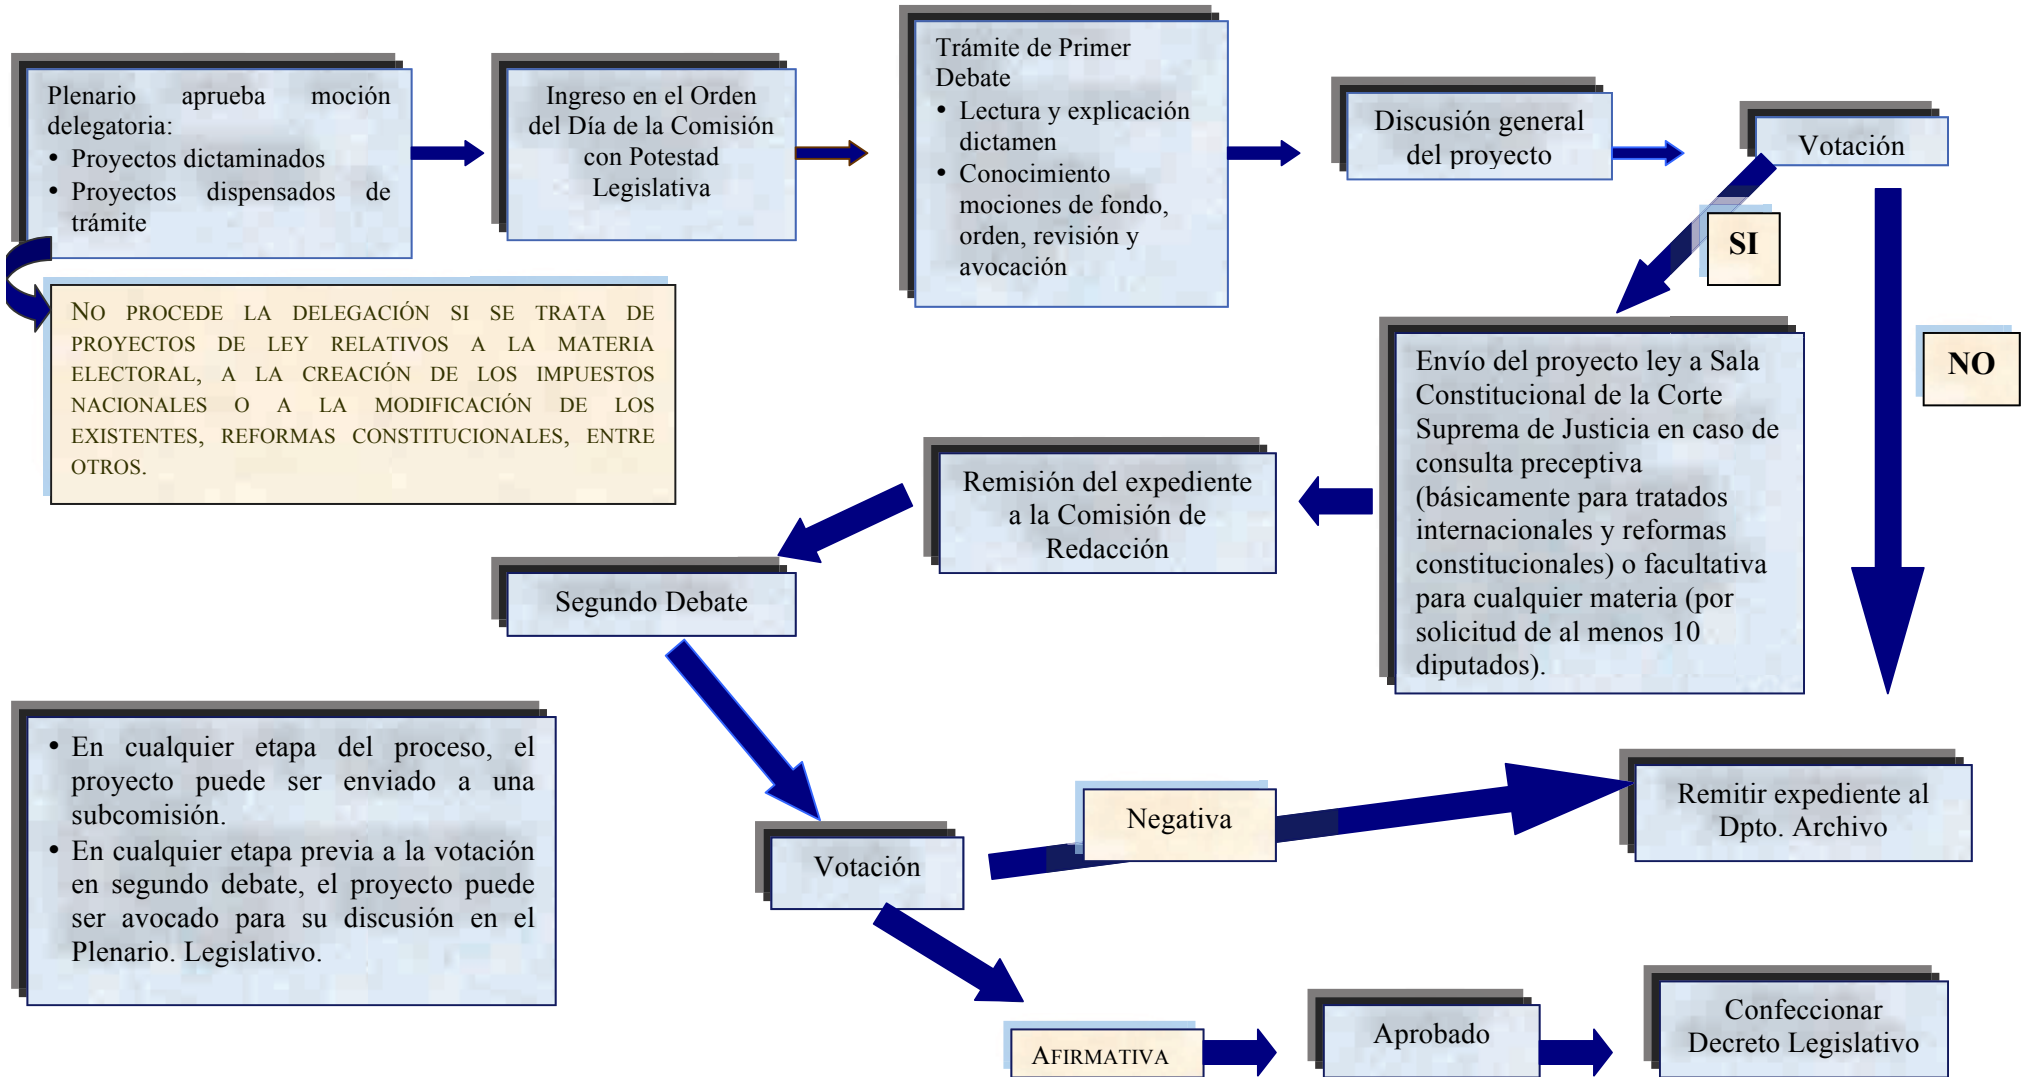 Plenario aprueba moción
delegatoria:
• Proyectos dictaminados
• Proyectos dispensados de
trámite
Ingreso en el Orden
del Día de la Comisión
con Potestad
Legislativa
Trámite de Primer
Debate
• Lectura y explicación
dictamen
• Conocimiento
mociones de fondo,
orden, revisión y
avocación
Discusión general
del proyecto
Votación
SI
NO
NO PROCEDE LA DELEGACIÓN SI SE TRATA DE
PROYECTOS DE LEY RELATIVOS A LA MATERIA
ELECTORAL, A LA CREACIÓN DE LOS IMPUESTOS
NACIONALES O A LA MODIFICACIÓN DE LOS
EXISTENTES, REFORMAS CONSTITUCIONALES, ENTRE
OTROS.
Envío del proyecto ley a Sala
Constitucional de la Corte
Suprema de Justicia en caso de
consulta preceptiva
(básicamente para tratados
internacionales y reformas
constitucionales) o facultativa
para cualquier materia (por
solicitud de al menos 10
diputados).
Remisión del expediente
a la Comisión de
Redacción
Segundo Debate
• En cualquier etapa del proceso, el
proyecto puede ser enviado a una
subcomisión.
• En cualquier etapa previa a la votación
en segundo debate, el proyecto puede
ser avocado para su discusión en el
Plenario. Legislativo.
Votación
Negativa
Remitir expediente al
Dpto. Archivo
AFIRMATIVA
Aprobado
Confeccionar
Decreto Legislativo